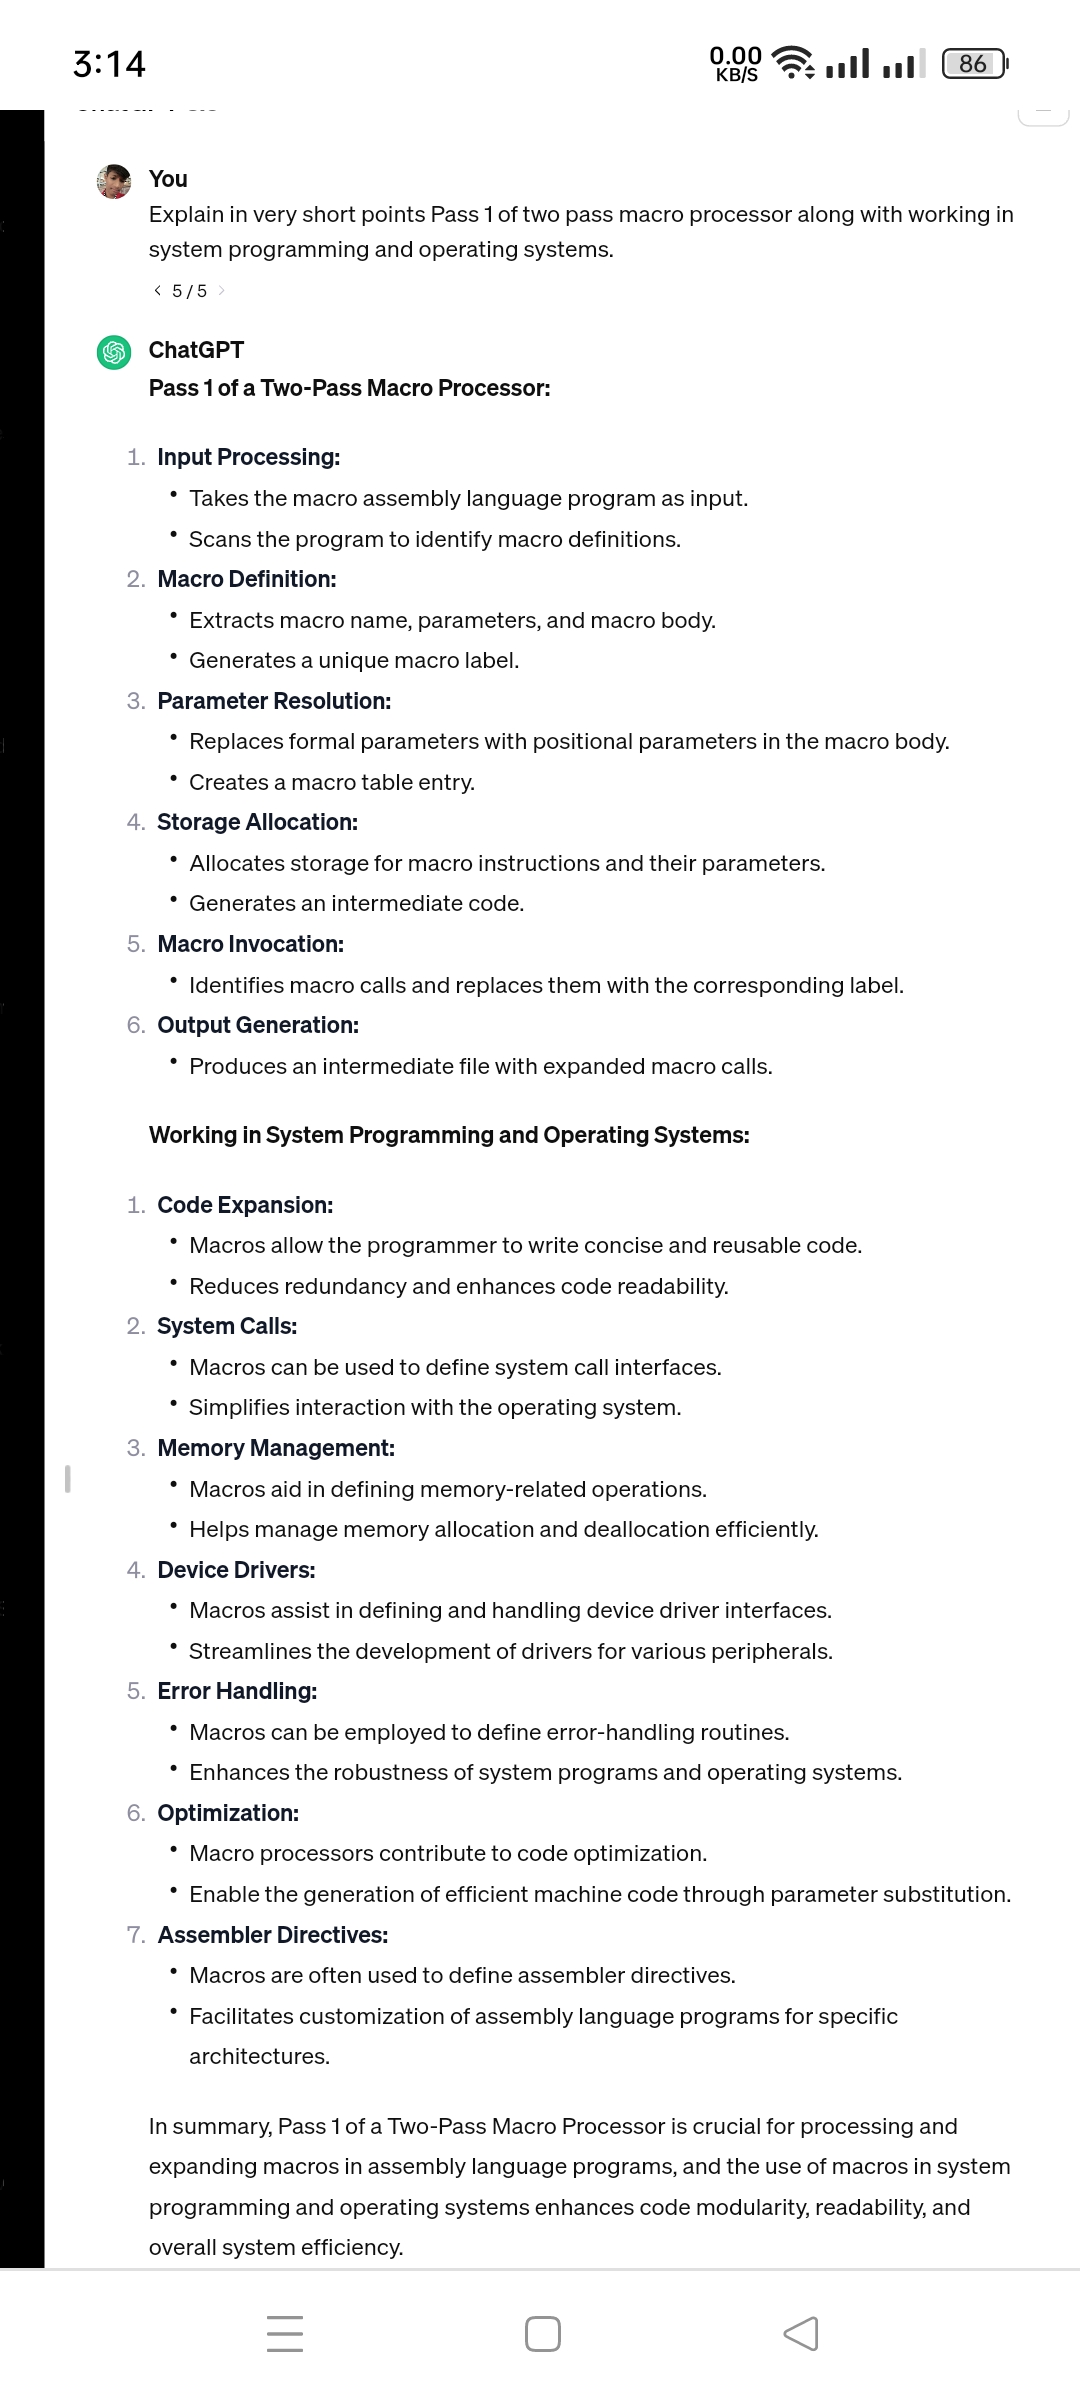 3:14
0.00
KB/S
86
You
Explain in very short points Pass 1 of two pass macro processor along with working in
system programming and operating systems.
< 5 / 5 >
ChatGPT
Pass 1 of a Two-Pass Macro Processor:
1. Input Processing:
• Takes the macro assembly language program as input.
• Scans the program to identify macro definitions.
2. Macro Definition:
• Extracts macro name, parameters, and macro body.
• Generates a unique macro label.
3. Parameter Resolution:
• Replaces formal parameters with positional parameters in the macro body.
• Creates a macro table entry.
4. Storage Allocation:
• Allocates storage for macro instructions and their parameters.
• Generates an intermediate code.
5. Macro Invocation:
• Identifies macro calls and replaces them with the corresponding label.
6. Output Generation:
• Produces an intermediate file with expanded macro calls.
Working in System Programming and Operating Systems:
1. Code Expansion:
• Macros allow the programmer to write concise and reusable code.
• Reduces redundancy and enhances code readability.
2. System Calls:
• Macros can be used to define system call interfaces.
• Simplifies interaction with the operating system.
3. Memory Management:
• Macros aid in defining memory-related operations.
• Helps manage memory allocation and deallocation efficiently.
4. Device Drivers:
• Macros assist in defining and handling device driver interfaces.
• Streamlines the development of drivers for various peripherals.
5. Error Handling:
• Macros can be employed to define error-handling routines.
• Enhances the robustness of system programs and operating systems.
6. Optimization:
• Macro processors contribute to code optimization.
• Enable the generation of efficient machine code through parameter substitution.
7. Assembler Directives:
• Macros are often used to define assembler directives.
• Facilitates customization of assembly language programs for specific
architectures.
In summary, Pass 1 of a Two-Pass Macro Processor is crucial for processing and
expanding macros in assembly language programs, and the use of macros in system
programming and operating systems enhances code modularity, readability, and
overall system efficiency.